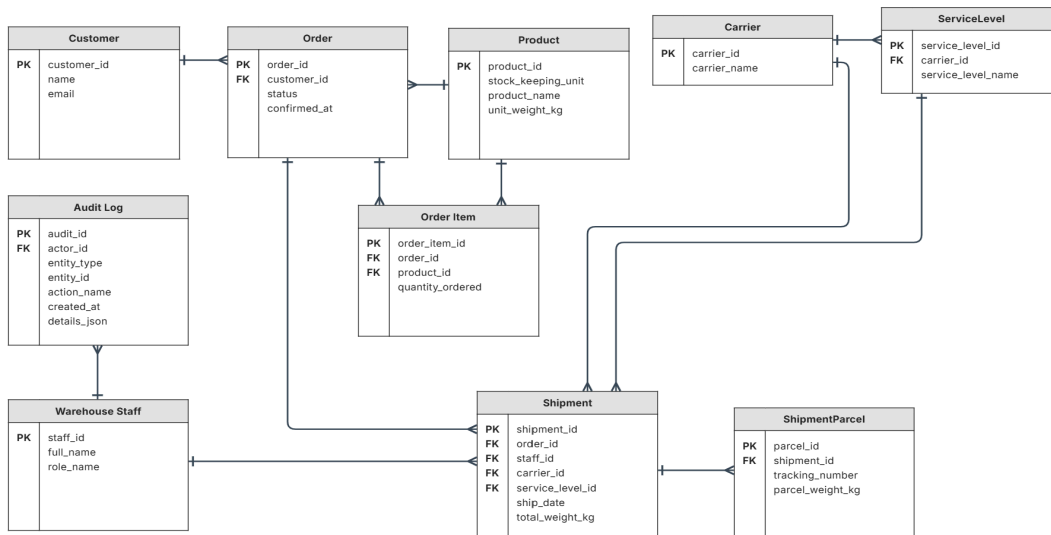 Customer
PK customer_id
name
email
Order
PK order_id
FK customer_id
status
confirmed_at
Product
PK product_id
stock_keeping_unit
product_name
unit_weight_kg
Carrier
PK carrier_id
carrier_name
ServiceLevel
PK service_level_id
FK carrier_id
service_level_name
Audit Log
PK audit_id
FK actor_id
entity_type
entity_id
action_name
created_at
details_json
Order Item
PK order_item_id
FK order_id
FK product_id
quantity_ordered
Warehouse Staff
PK staff_id
full_name
role_name
Shipment
PK shipment_id
FK order_id
FK staff_id
FK carrier_id
FK service_level_id
ship_date
total_weight_kg
ShipmentParcel
PK parcel_id
FK shipment_id
tracking_number
parcel_weight_kg